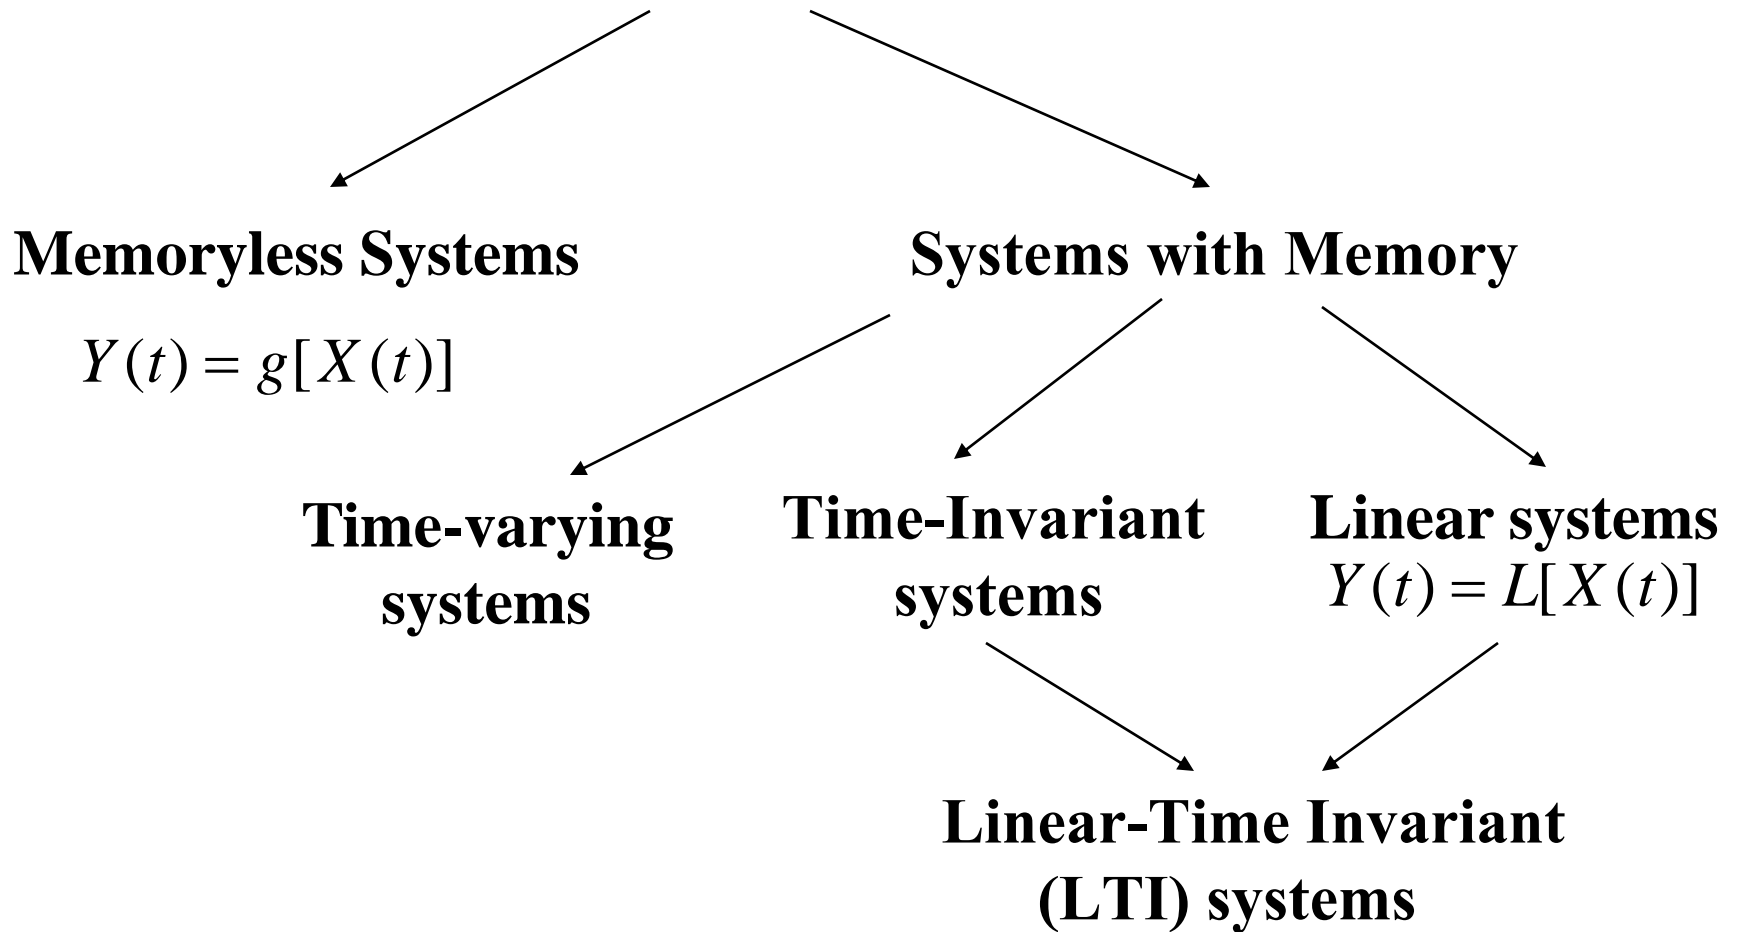 Memoryless Systems
Systems with Memory
Y(t) = g[X(t)]
Time-varying
systems
Time-Invariant
systems
Linear systems
Y(t) = L[X(t)]
Linear-Time Invariant
(LTI) systems